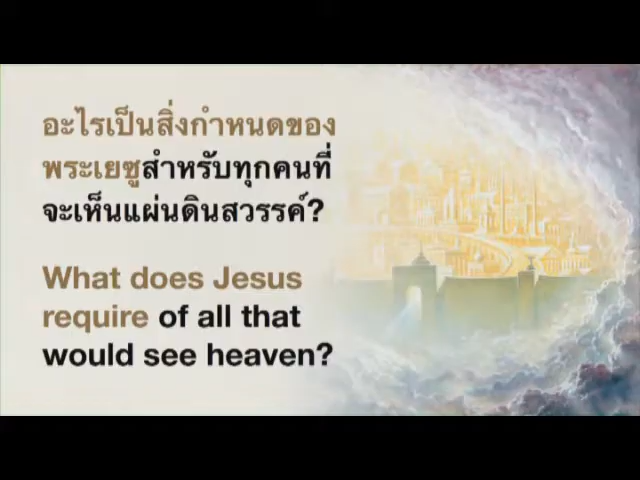 อะไรเป็นสิ่งกำหนดของ
พระเยซูสำหรับทุกคนที่
จะเห็นแผ่นดินสวรรค์?
What does Jesus
require of all that
would see heaven?